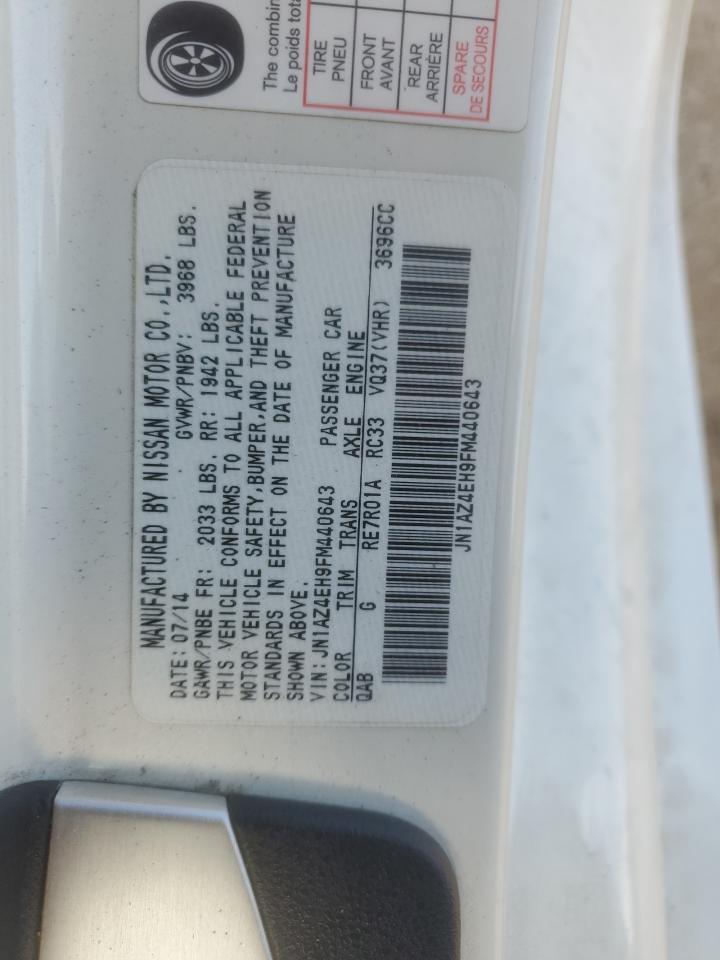 The combin
Le poids tota
TIRE
PNEU
FRONT
AVANT
REAR
ARRIÈRE
SPARE
DE SECOURS
MANUFACTURED BY NISSAN MOTOR CO.,LTD.
DATE: 07/14 GVWR/PNBV: 3968 LBS.
GAWR/PNBE FR: 2033 LBS. RR: 1942 LBS.
THIS VEHICLE CONFORMS TO ALL APPLICABLE FEDERAL
MOTOR VEHICLE SAFETY,BUMPER,AND THEFT PREVENTION
STANDARDS IN EFFECT ON THE DATE OF MANUFACTURE
SHOWN ABOVE.
VIN:JN1AZ4EH9FM440643 PASSENGER CAR
COLOR TRIM TRANS AXLE ENGINE
QAB G RE7R01A RC33 VQ37(VHR) 3696CC
JN1AZ4EH9FM440643